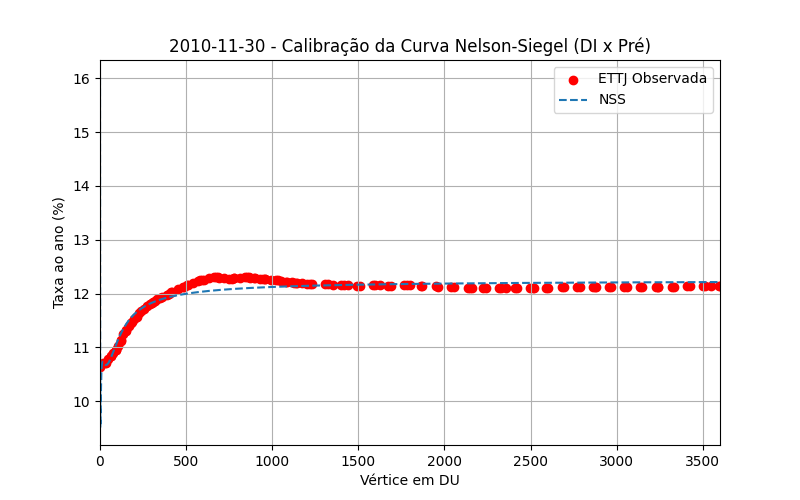 2010-11-30 - Calibração da Curva Nelson-Siegel (DI x Pré)
ETTJ Observada
NSS
Taxa ao ano (%)
16
15
14
13
12
11
10
0 500 1000 1500 2000 2500 3000 3500
Vértice em DU